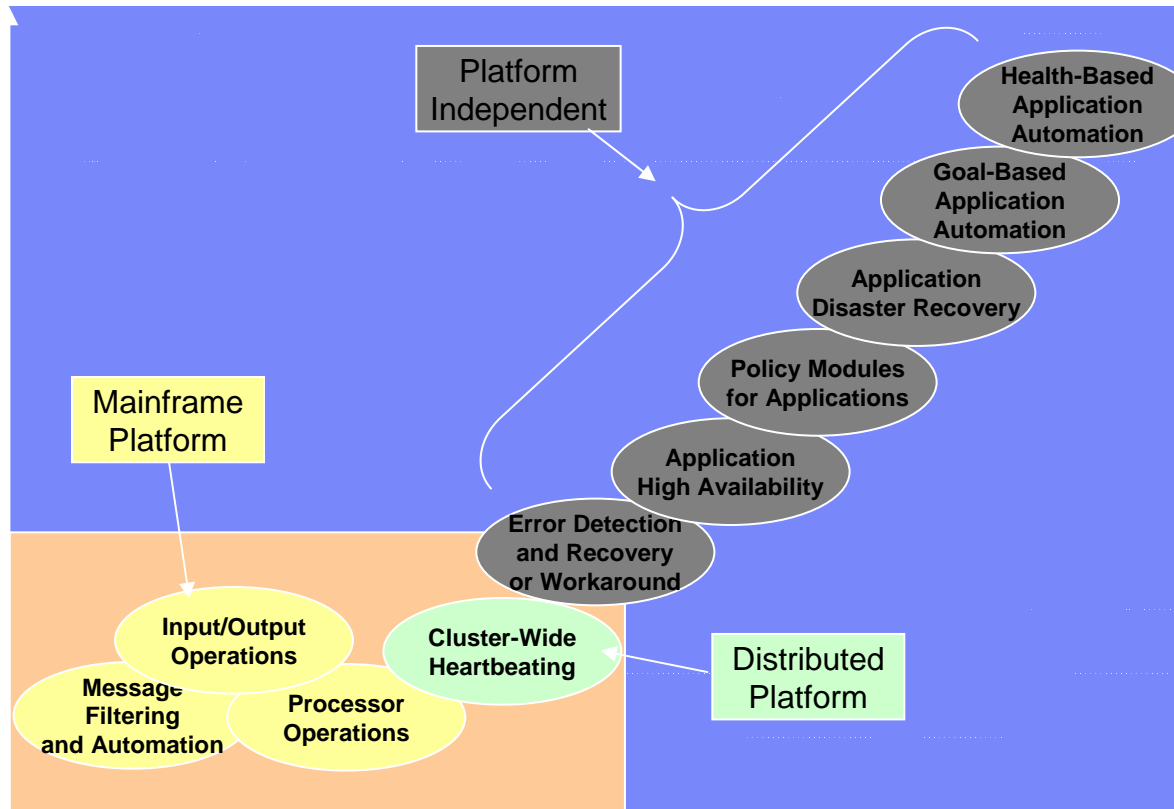 Platform
Independent
Health-Based
Application
Automation
Goal-Based
Application
Automation
Application
Disaster Recovery
Policy Modules
for Applications
Mainframe
Platform
Application
High Availability
Error Detection
and Recovery
or Workaround
Input/Output
Operations
Cluster-Wide
Heartbeating
Distributed
Platform
Message
Filtering
and Automation
Processor
Operations